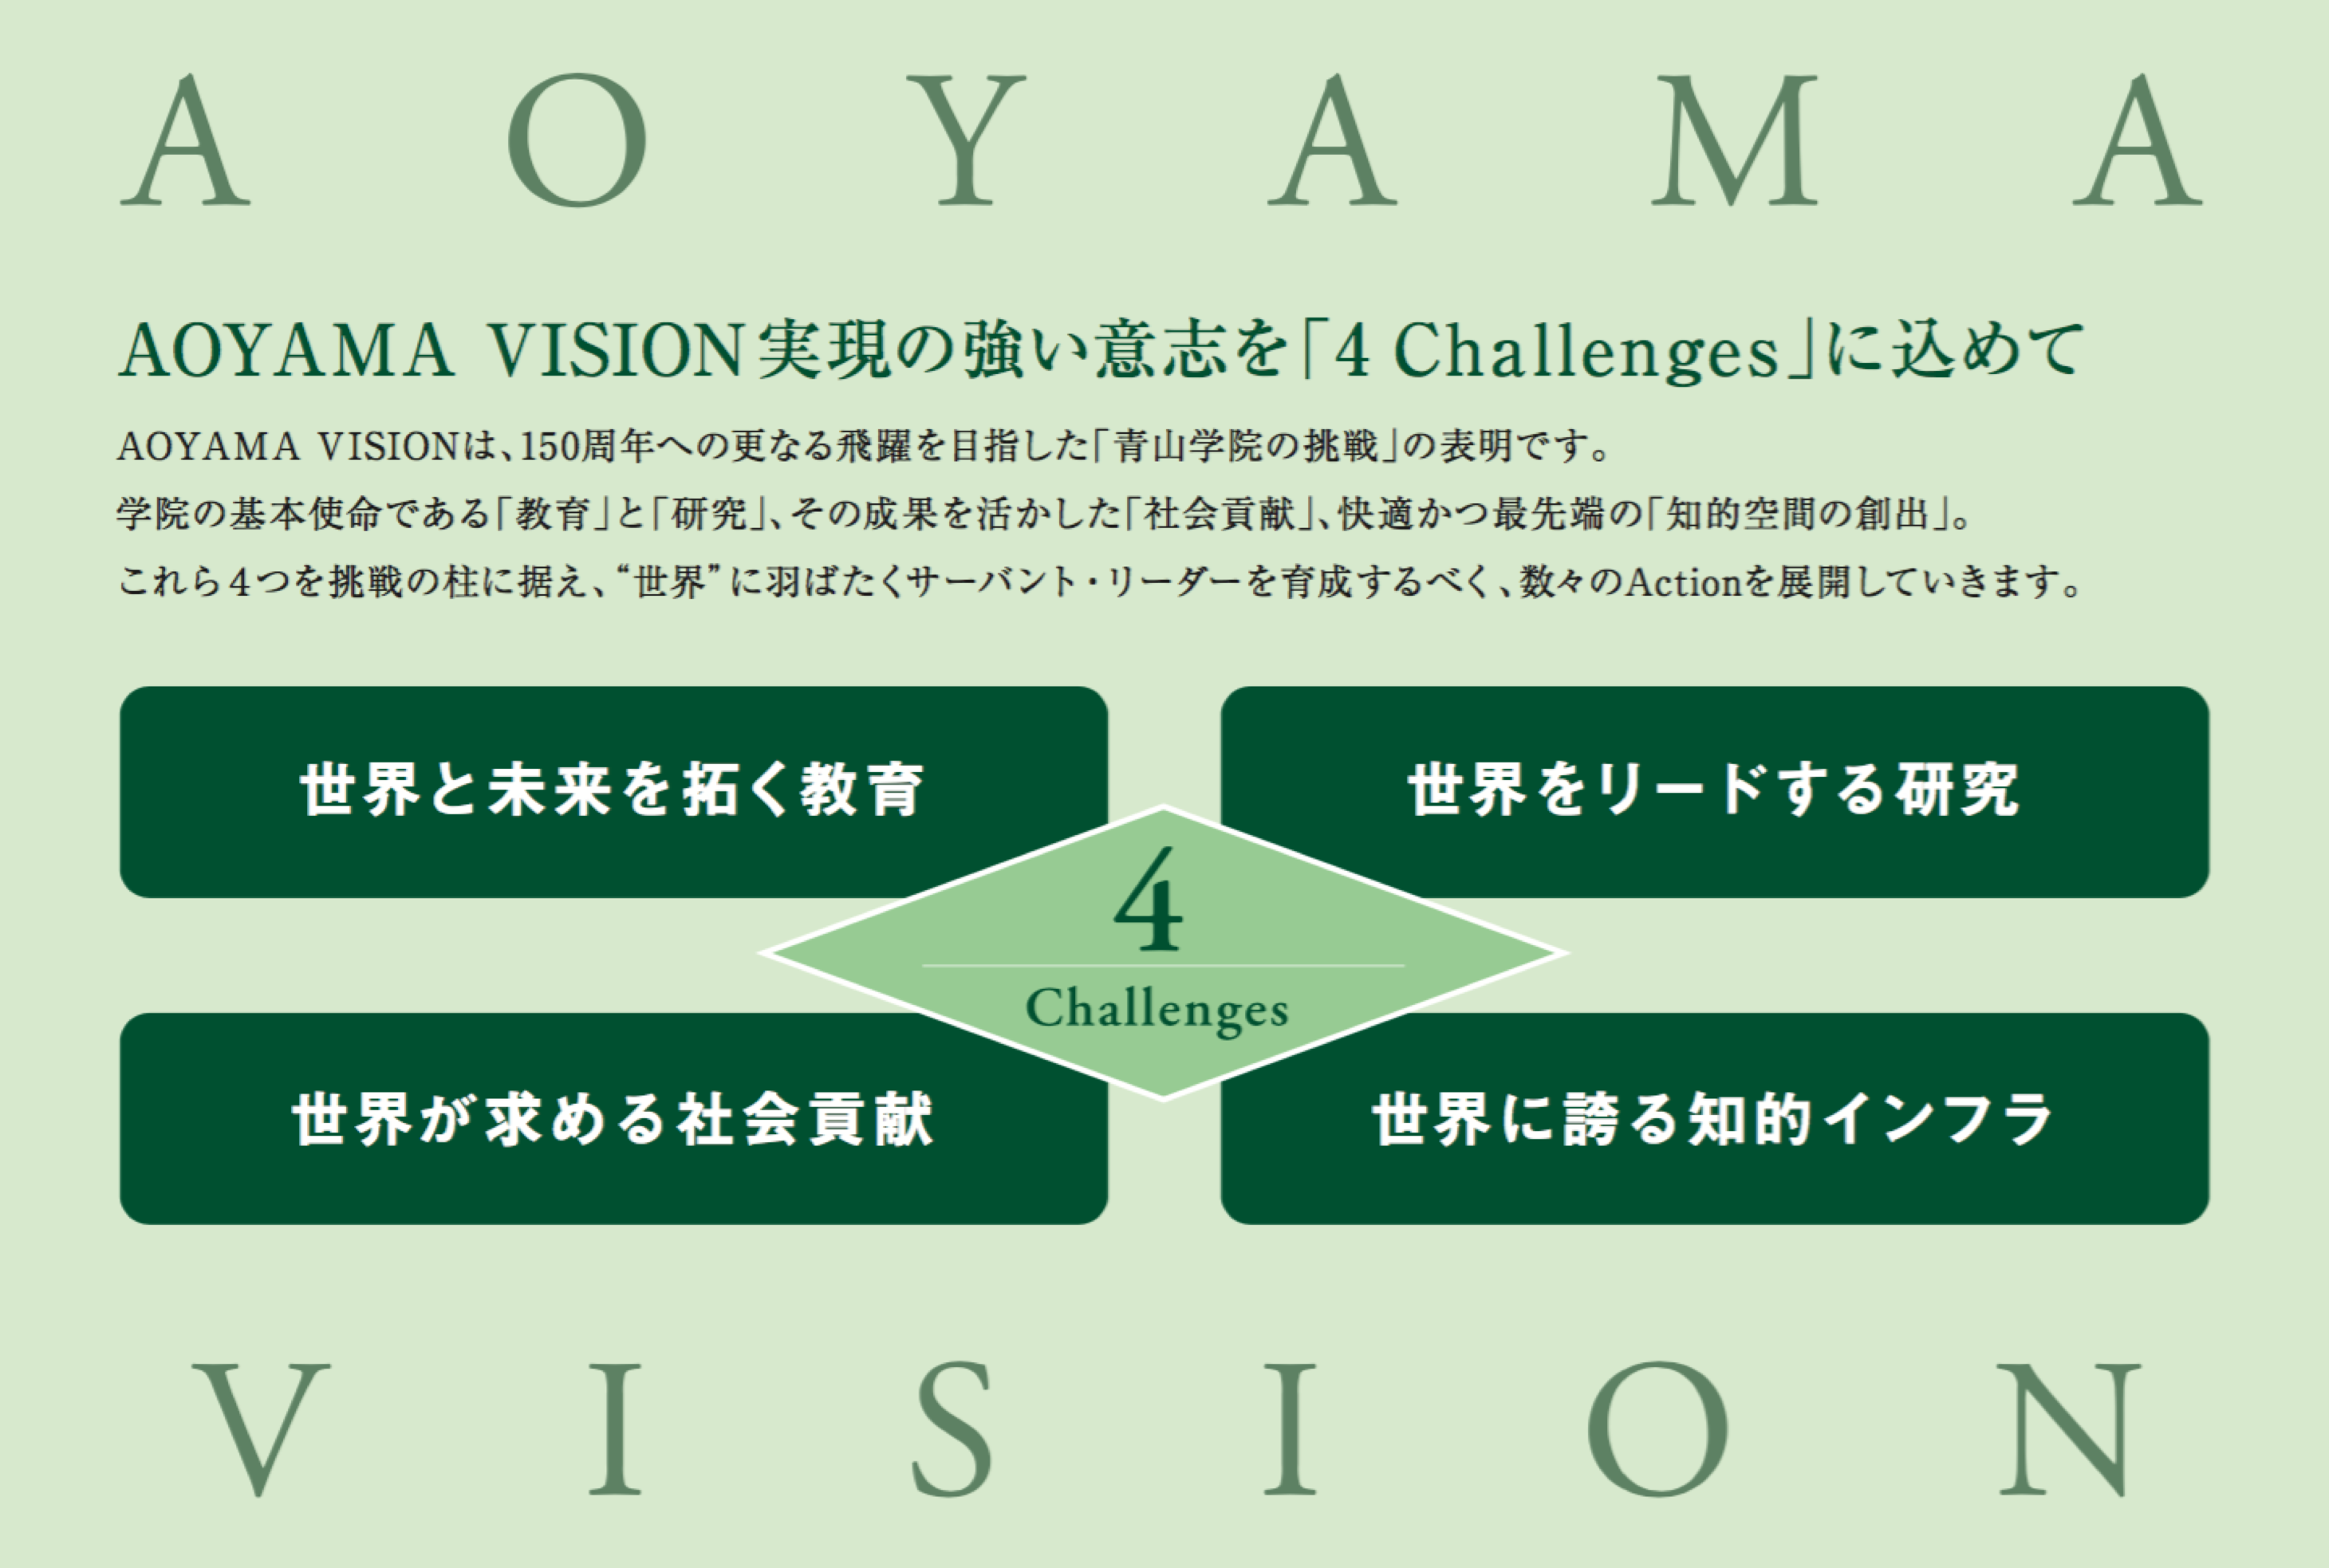 A O Y A M A
AOYAMA VISION実現の強い意志を「4 Challenges」に込めて
AOYAMA VISIONは、150周年への更なる飛躍を目指した「青山学院の挑戦」の表明です。
学院の基本使命である「教育」と「研究」、その成果を活かした「社会貢献」、快適かつ最先端の「知的空間の創出」。
これら4つを挑戦の柱に据え、“世界”に羽ばたくサーバント・リーダーを育成するべく、数々のActionを展開していきます。
世界と未来を拓く教育
世界をリードする研究
4
Challenges
世界が求める社会貢献
世界に誇る知的インフラ
V I S I O N